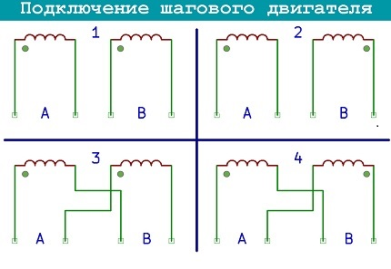 Подключение шагового двигателя
1 2
A B A B
3 4
A B A B